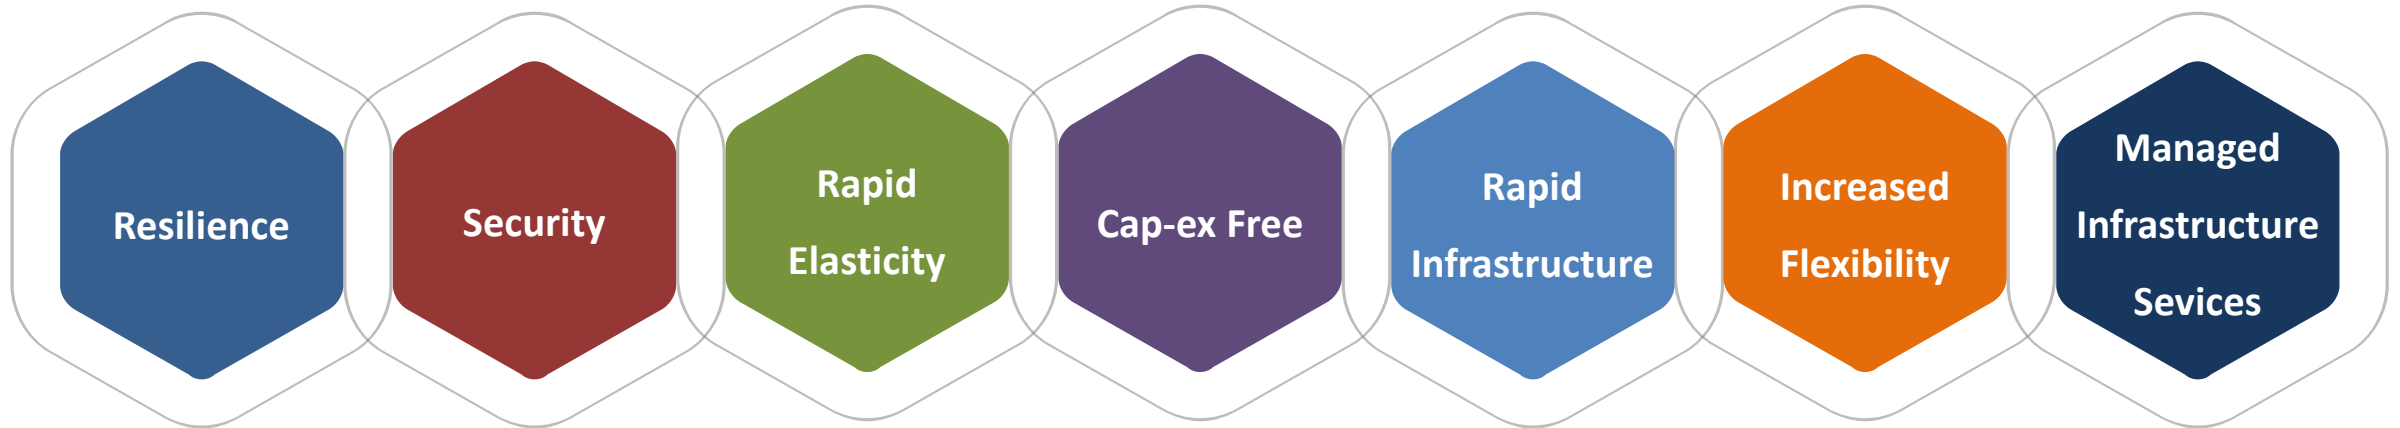 Resilience
Security
Rapid
Elasticity
Cap-ex Free
Rapid
Infrastructure
Increased
Flexibility
Managed
Infrastructure
Sevices